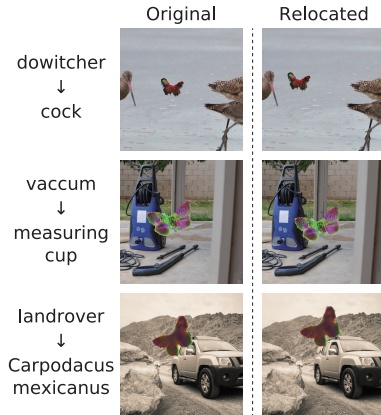 Original Relocated
dowitcher
↓
cock
vaccum
↓
measuring
cup
landrover
↓
Carpodacus
mexicanus